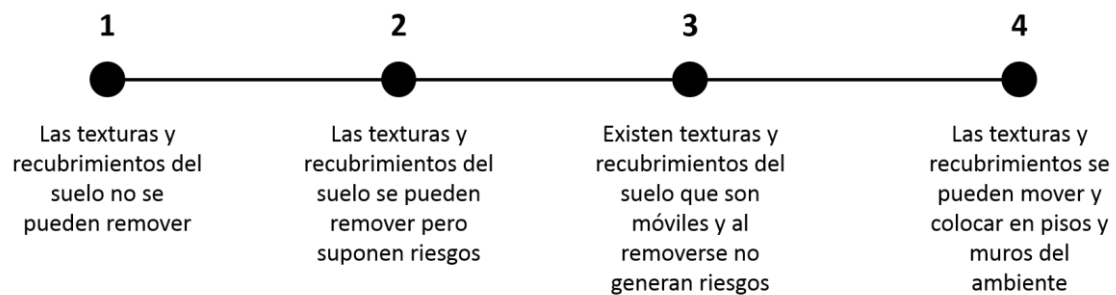 1
Las texturas y
recubrimientos del
suelo no se
pueden remover
2
Las texturas y
recubrimientos del
suelo se pueden
remover pero
suponen riesgos
3
Existen texturas y
recubrimientos del
suelo que son
móviles y al
removerse no
generan riesgos
4
Las texturas y
recubrimientos se
pueden mover y
colocar en pisos y
muros del
ambiente